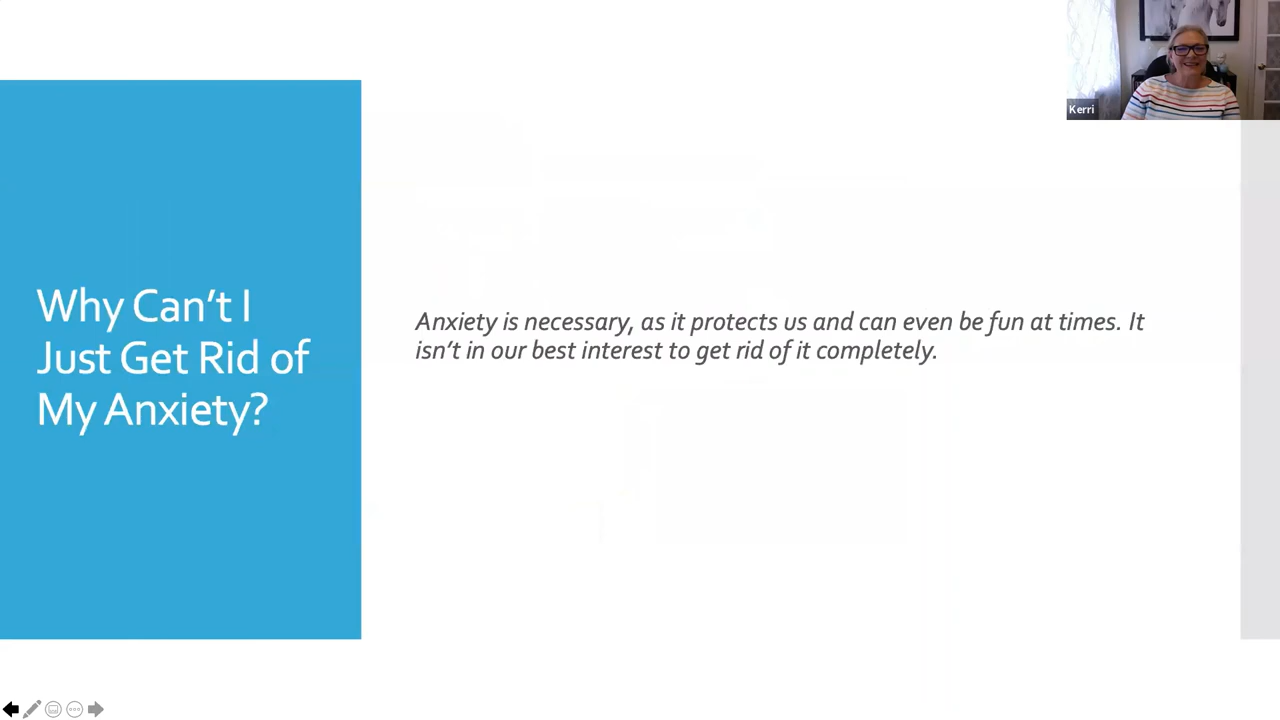 Kerri
Why Can't I
Just Get Rid of
My Anxiety?
Anxiety is necessary, as it protects us and can even be fun at times. It
isn't in our best interest to get rid of it completely.